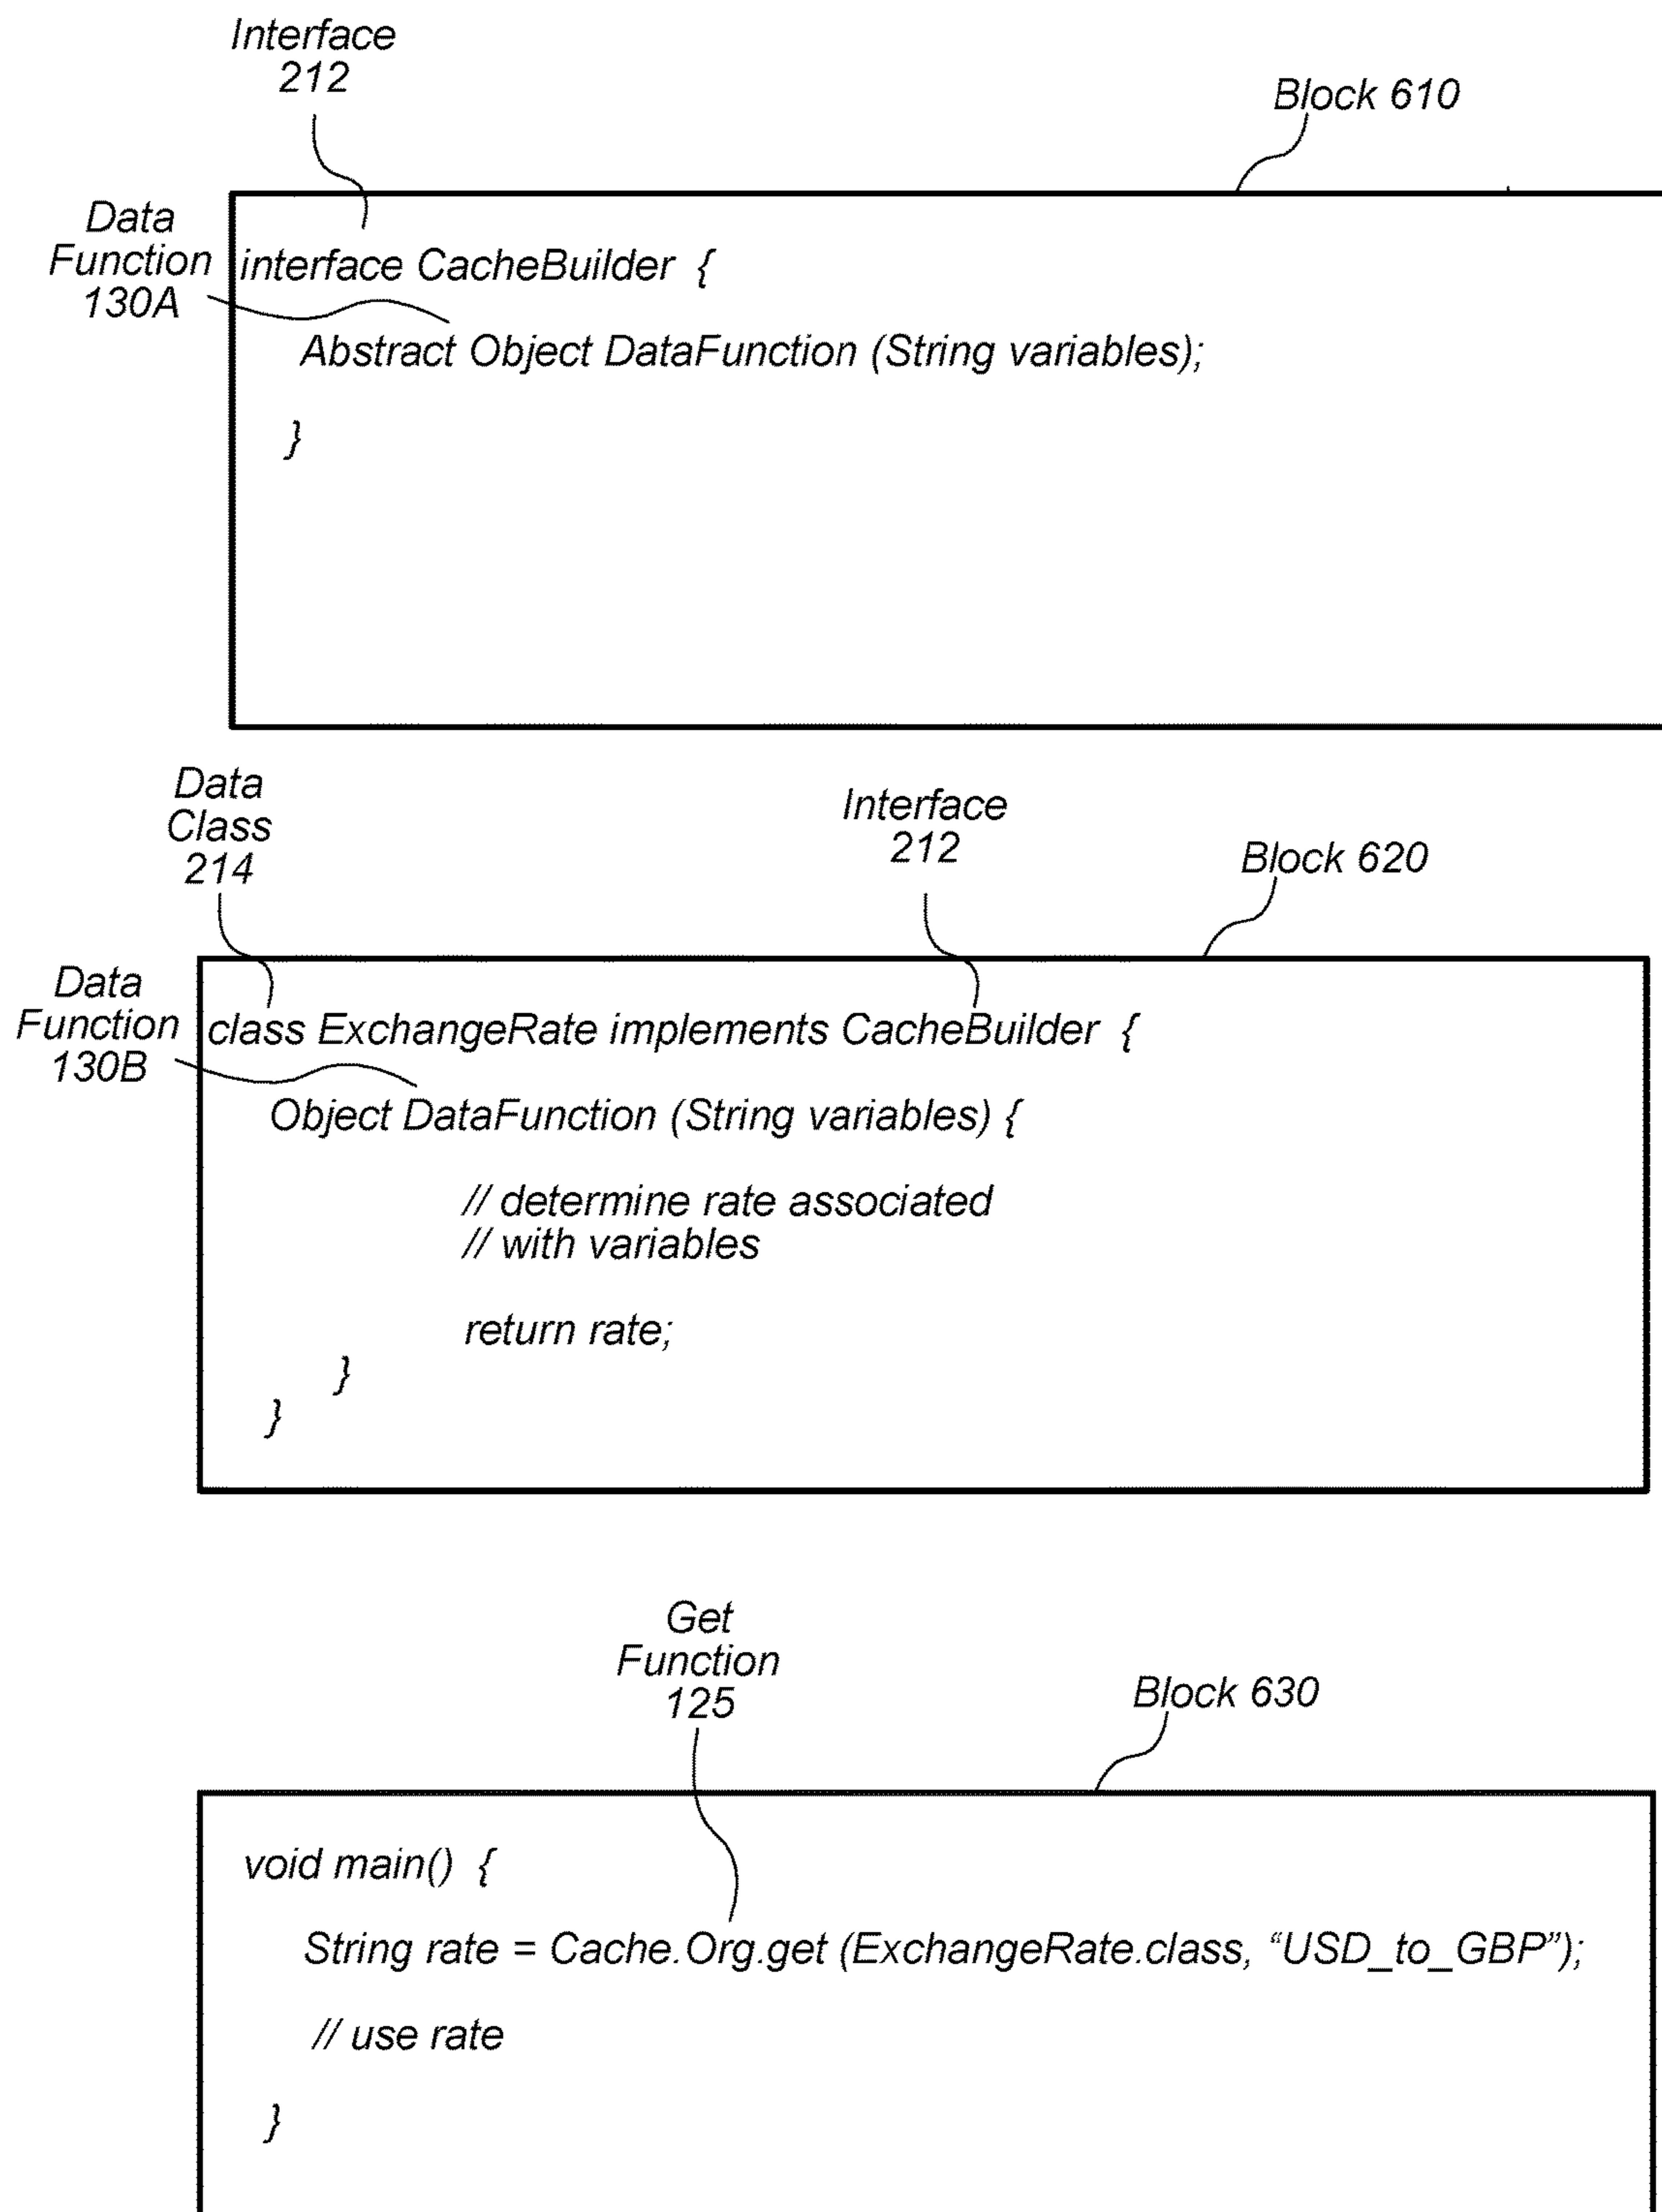 Interface
212
Block 610
Data
Function
130A
interface CacheBuilder {
Abstract Object DataFunction (String variables);
}
Data
Class
214
Interface
212
Block 620
Data
Function
130B
class ExchangeRate implements CacheBuilder {
Object DataFunction (String variables) {
// determine rate associated
// with variables
return rate;
}
}
Get
Function
125
Block 630
void main() {
String rate = Cache.Org.get (ExchangeRate.class, “USD_to_GBP”);
// use rate
}